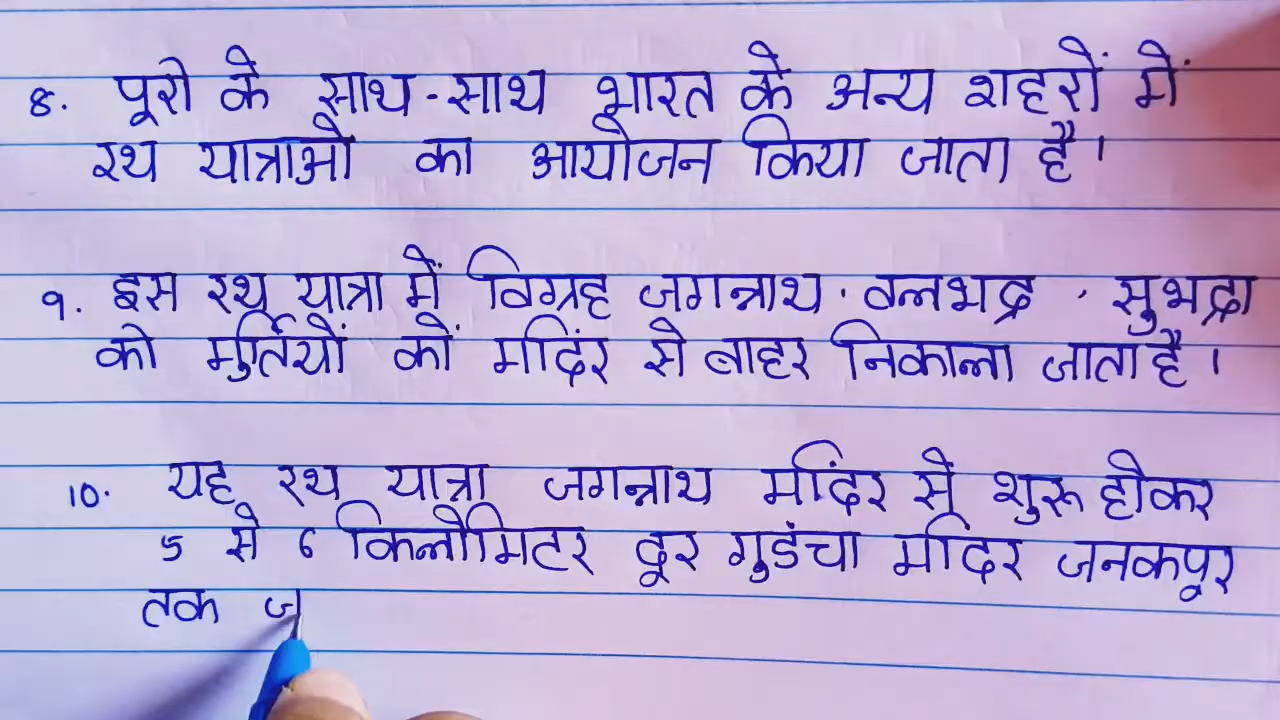 8. पूरी के साथ-साथ भारत के अन्य शहरों में
रथ यात्राओ का आयोजन किया जाता है।
9. इस रथ यात्रा में विग्रह जगन्नाथ . वलभद्र , सुभद्रा
की मुर्तियों कों मंदिर से बाहर निकाला जाता है।
10. यह रथ यात्रा जगन्नाथ मंदिर से शुरू होकर
5 से 6 किलोमिटर दूर गुडंचा मंदिर जनकपूर
तक ज